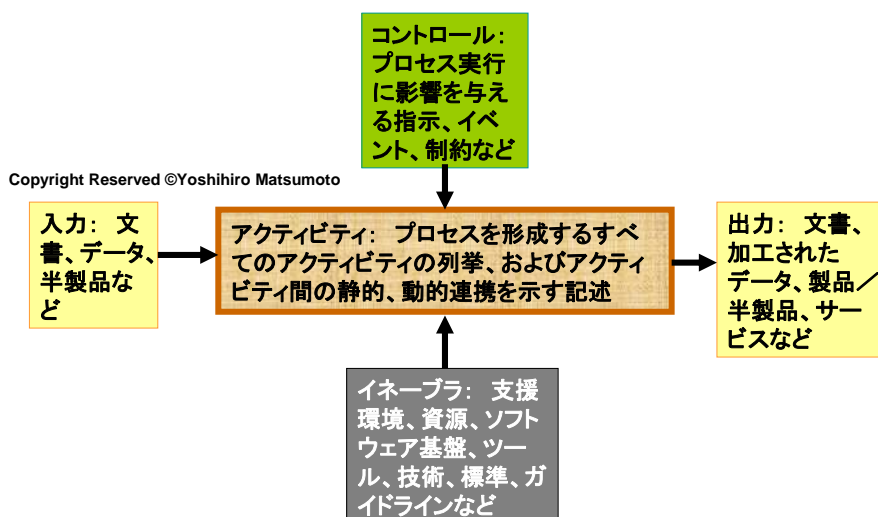 コントロール：
プロセス実行
に影響を与え
る指示、イベ
ント、制約など
Copyright Reserved ©Yoshihiro Matsumoto
入力：　文
書、データ、
半製品な
ど
アクティビティ：　プロセスを形成するすべ
てのアクティビティの列挙、およびアクティ
ビティ間の静的、動的連携を示す記述
出力：　文書、
加工された
データ、製品／
半製品、サー
ビスなど
イネーブラ：　支援
環境、資源、ソフト
ウェア基盤、ツー
ル、技術、標準、ガ
イドラインなど